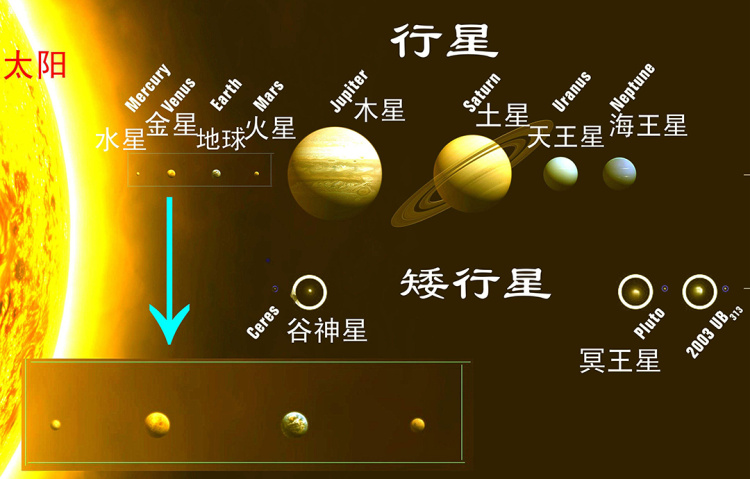 行星
太阳
Mercury
Venus
Earth
Mars
Jupiter
Saturn
Uranus
Neptune
水星
金星
地球
火星
木星
土星
天王星
海王星
矮行星
Ceres
谷神星
Pluto
冥王星
2003 UB313